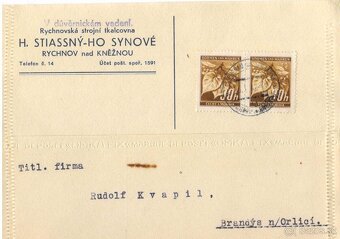 V důvěrnickém vedení.
Rychnovská strojní tkalcovna
H. STIASSNÝ-HO SYNOVÉ
RYCHNOV nad KNĚŽNOU
Telefon č. 14 Účet pošt. spoř. 1591
Titl. firma
Rudolf Kvapil,
Brandýs n/Orlicí.